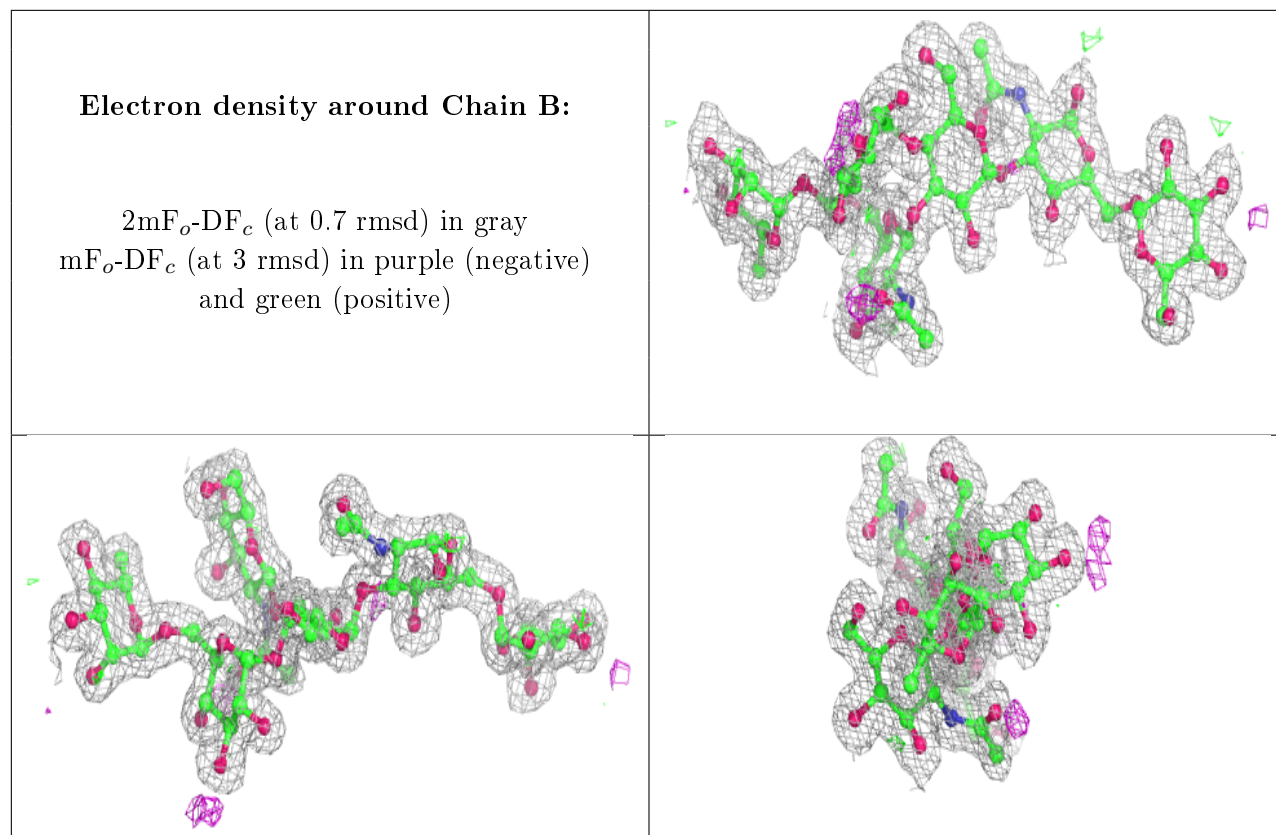 Electron density around Chain B:
2mFo-DFc (at 0.7 rmsd) in gray
mFo-DFc (at 3 rmsd) in purple (negative)
and green (positive)